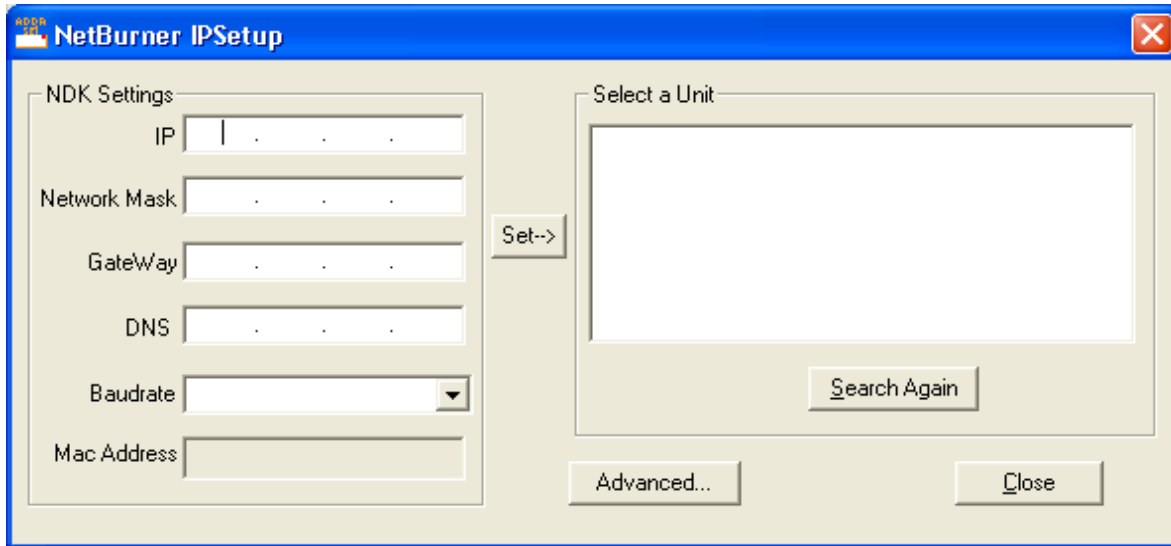 NetBurner IPSetup
NDK Settings
IP
Network Mask
GateWay
DNS
Baudrate
Mac Address
Set-->
Select a Unit
Search Again
Advanced...
Close